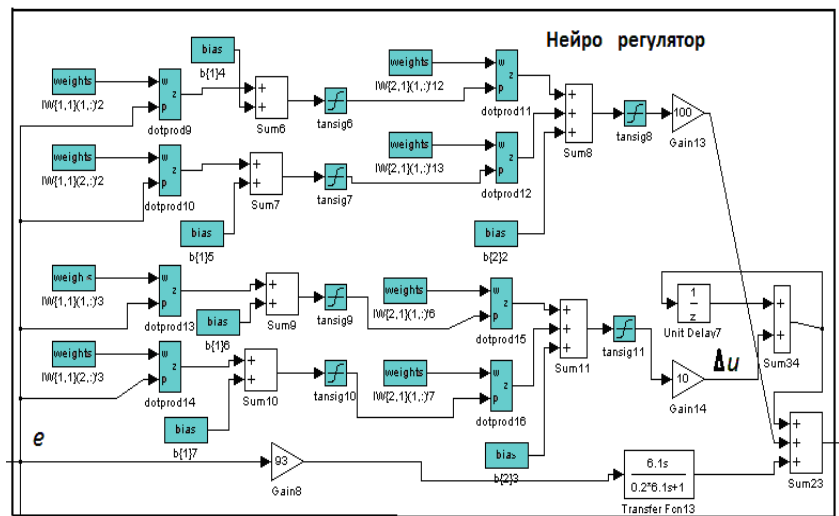 Нейро регулятор
bias
b{1}4
weights
IW{1,1}(1,:)'2
w
p
z
dotprod9
+
+
Sum6
tansig6
weights
IW{2,1}(1,:)'12
w
p
z
dotprod11
+
+
+
Sum8
tansig8
100
Gain13
weights
IW{1,1}(2,:)'2
w
p
z
dotprod10
+
+
Sum7
tansig7
weights
IW{2,1}(1,:)'13
w
p
z
dotprod12
bias
b{1}5
bias
b{2}2
weigh <
IW{1,1}(1,:)'3
w
p
z
dotprod13
+
+
Sum9
bias
b{1}6
tansig9
weights
IW{2,1}(1,:)'6
w
p
z
dotprod15
+
+
+
Sum11
tansig11
1
z
Unit Delay7
+
+
Sum34
weights
IW{1,1}(2,:)'3
w
p
z
dotprod14
+
+
Sum10
tansig10
weights
IW{2,1}(1,:)'7
w
p
z
dotprod16
10
Gain14
Δu
bias
b{1}7
bias
b{2}3
e
93
Gain8
6.1s
0.2*6.1s+1
Transfer Fcn13
+
+
+
Sum23